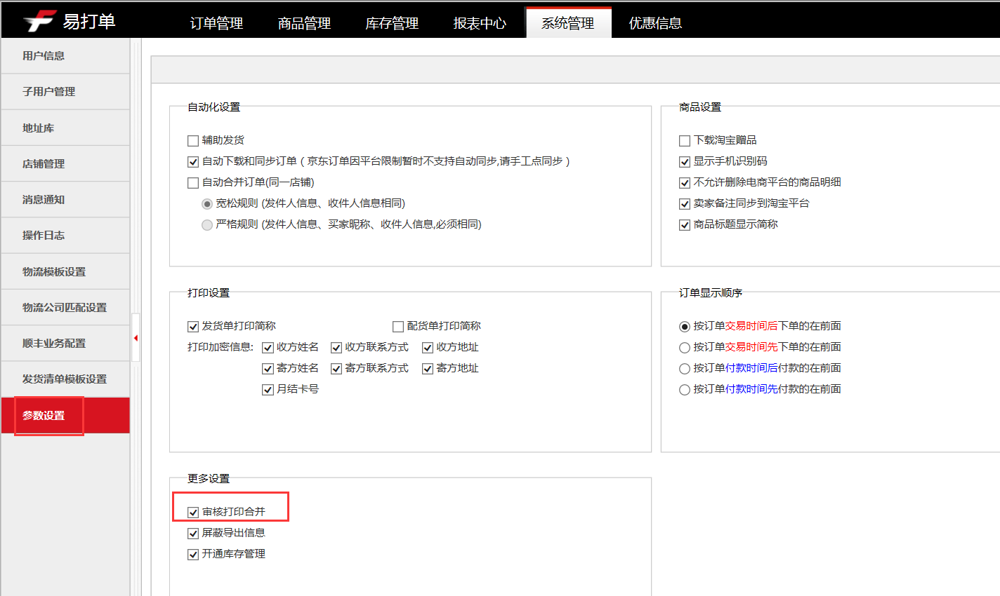 易打单
订单管理 商品管理 库存管理 报表中心 系统管理 优惠信息
用户信息
子用户管理
地址库
店铺管理
消息通知
操作日志
物流模板设置
物流公司匹配设置
顺丰业务配置
发货清单模板设置
参数设置
自动化设置
辅助发货
自动下载和同步订单（京东订单因平台限制暂时不支持自动同步,请手工点同步）
自动合并订单(同一店铺)
宽松规则 (发件人信息、收件人信息相同)
严格规则 (发件人信息、买家昵称、收件人信息,必须相同)
商品设置
下载淘宝赠品
显示手机识别码
不允许删除电商平台的商品明细
卖家备注同步到淘宝平台
商品标题显示简称
打印设置
发货单打印简称 配货单打印简称
打印加密信息: 收方姓名 收方联系方式 收方地址
寄方姓名 寄方联系方式 寄方地址
月结卡号
订单显示顺序
按订单交易时间后下单的在前面
按订单交易时间先下单的在前面
按订单付款时间后付款的在前面
按订单付款时间先付款的在前面
更多设置
审核打印合并
屏蔽导出信息
开通库存管理